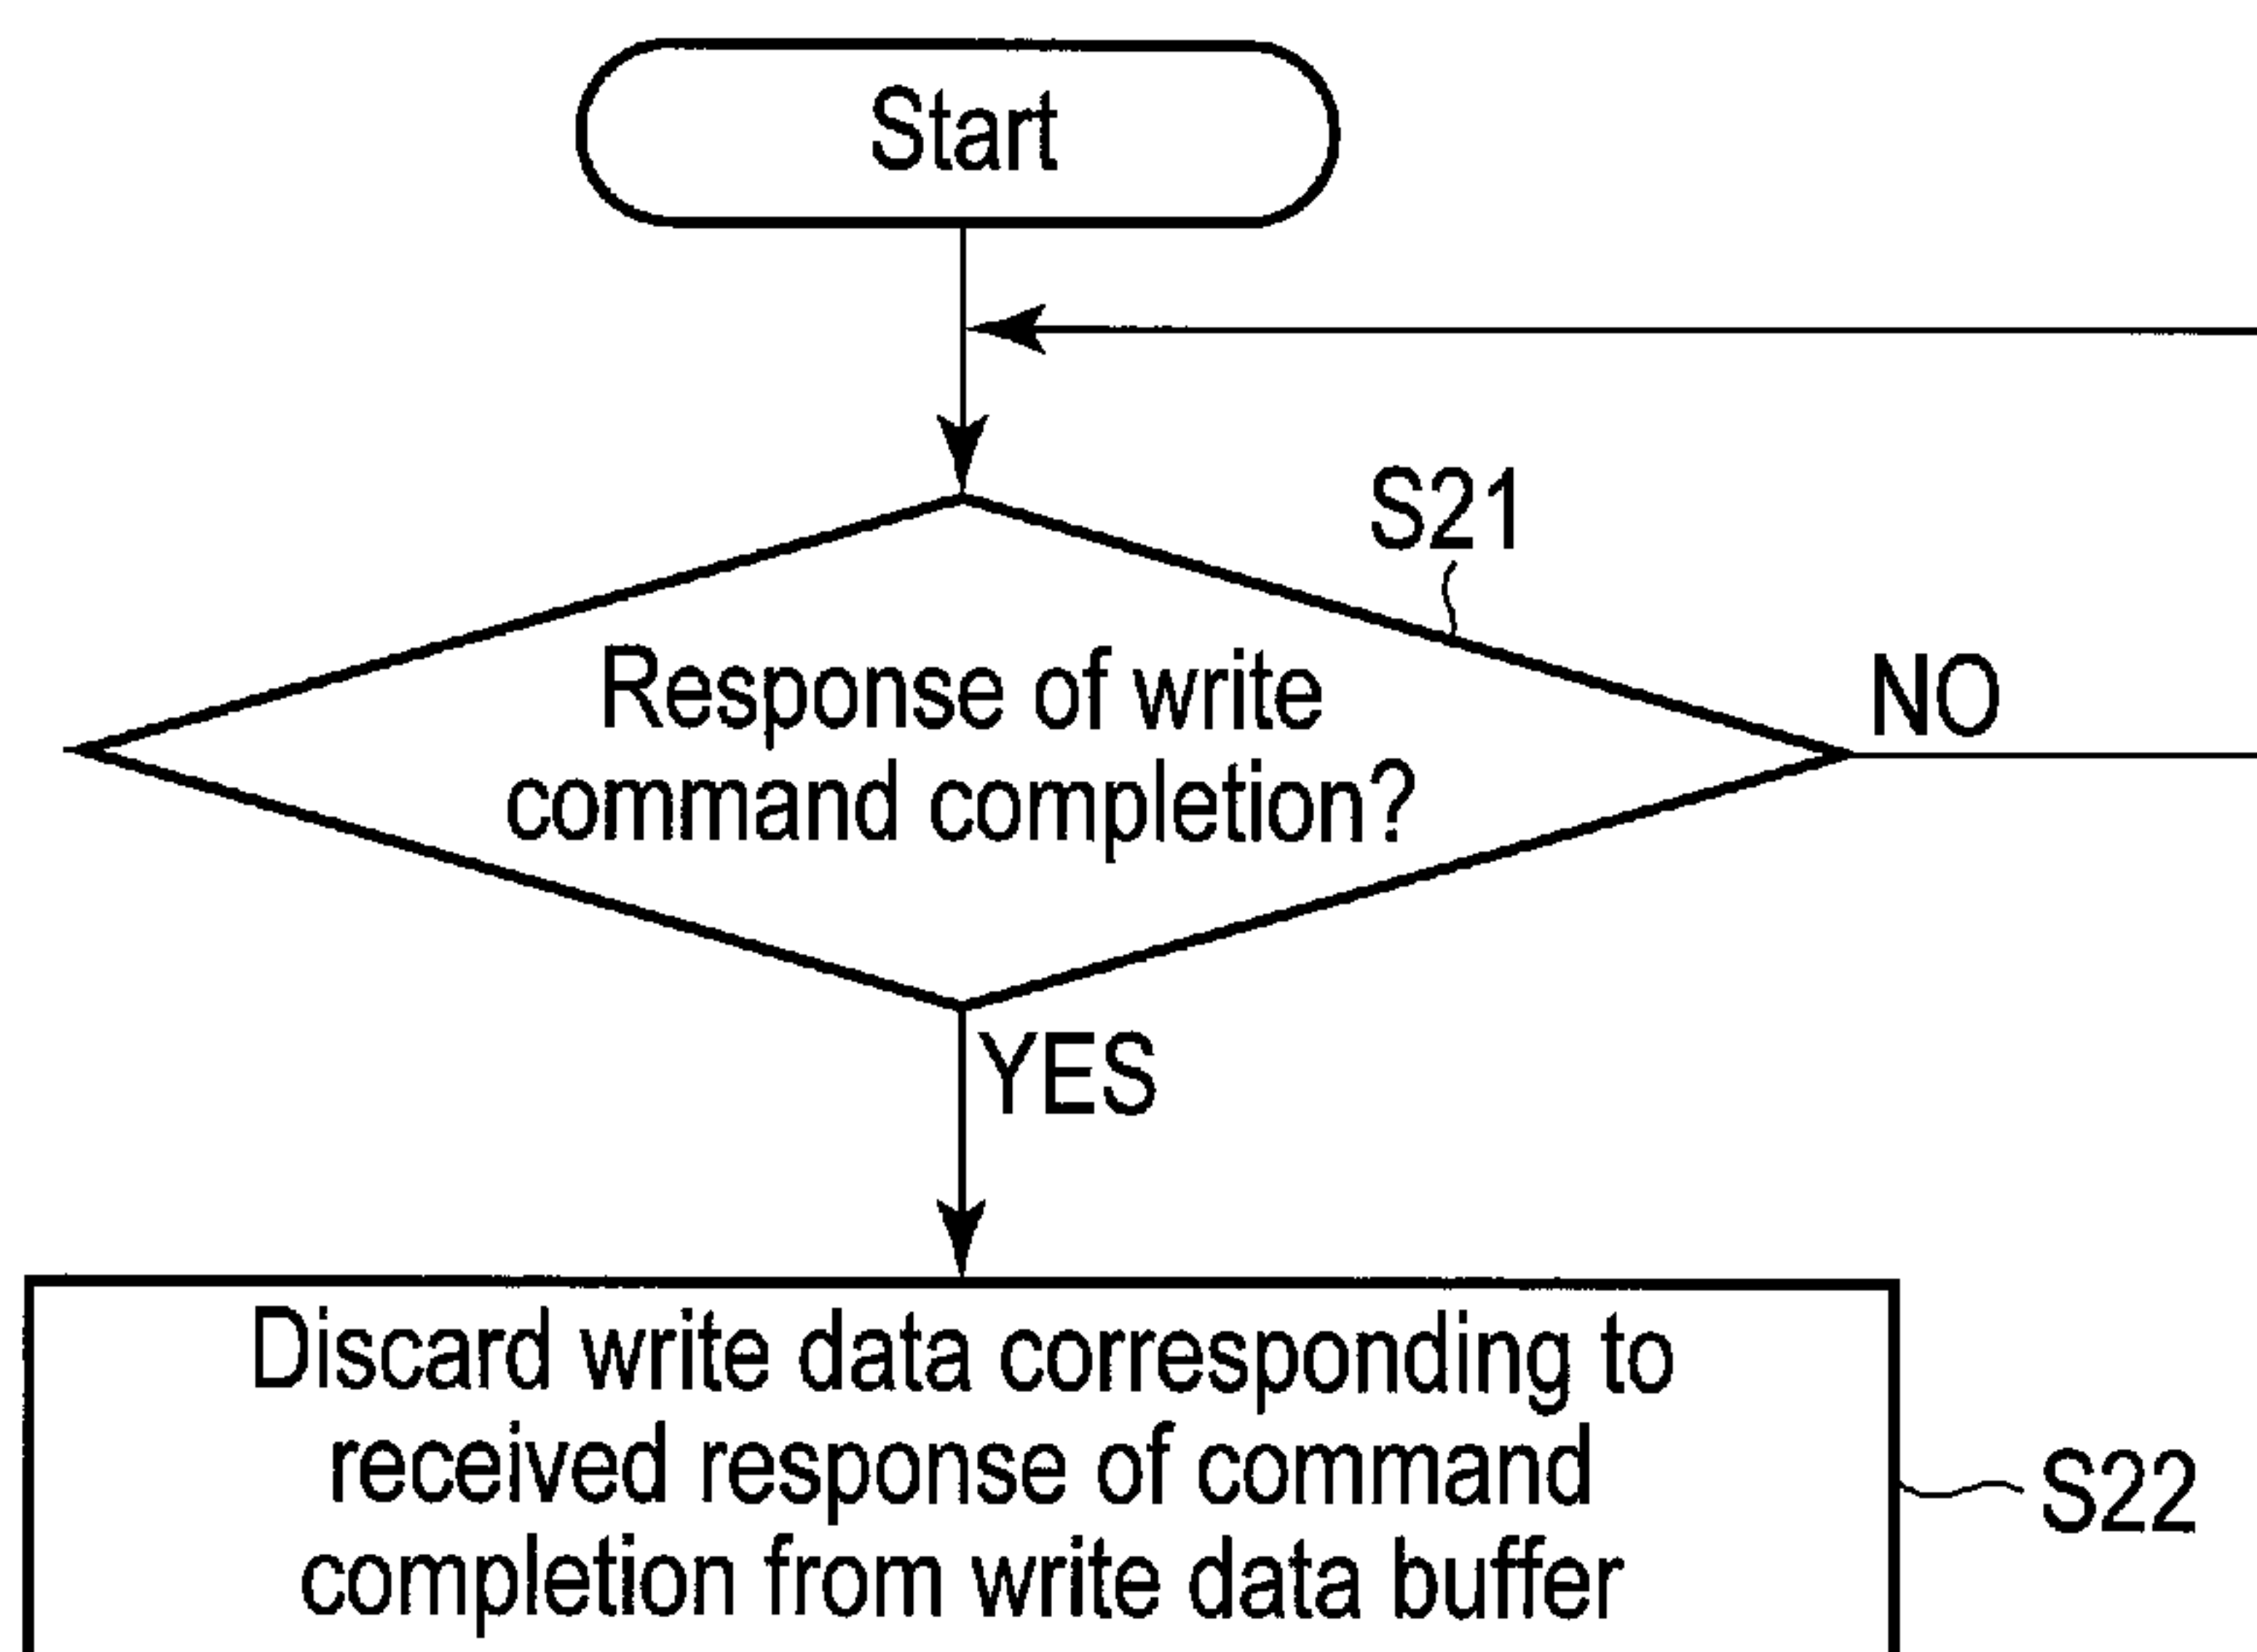 Start
S21
Response of write
command completion?
NO
YES
Discard write data corresponding to
received response of command
completion from write data buffer
S22